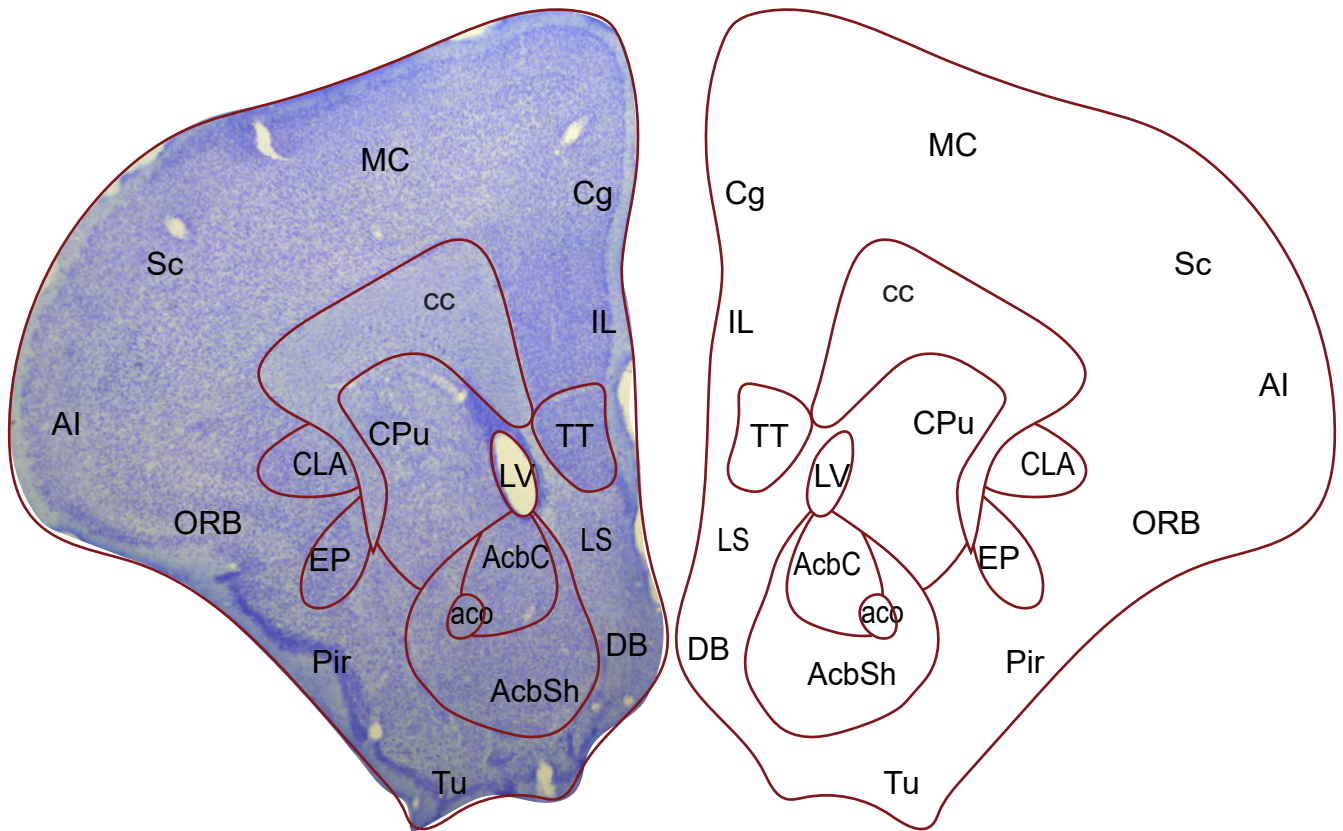 MC
Cg
Sc
cc
IL
AI
CPu
TT
CLA
LV
ORB
LS
EP
AcbC
aco
DB
Pir
AcbSh
Tu
MC
Cg
Sc
cc
IL
AI
CPu
TT
CLA
LV
ORB
LS
EP
AcbC
aco
DB
Pir
AcbSh
Tu